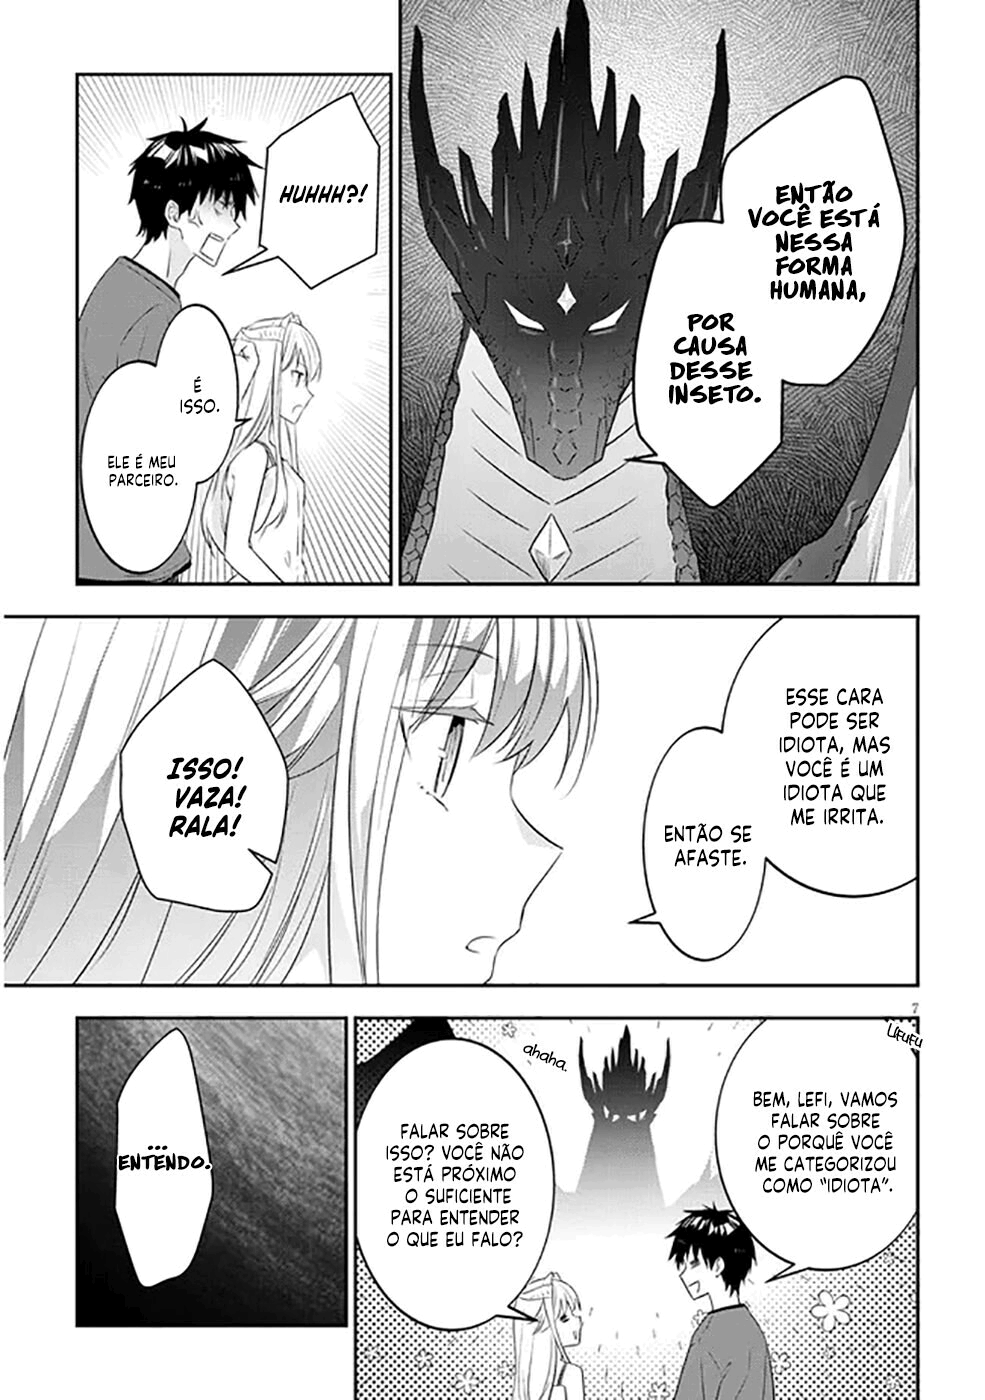 ENTÃO
VOCÊ ESTÁ
NESSA
FORMA
HUMANA,
POR
CAUSA
DESSE
INSETO.
HUHHH?!
É
ISSO.
ELE É MEU
PARCEIRO.
ESSE CARA
PODE SER
IDIOTA, MAS
VOCÊ É UM
IDIOTA QUE
ME IRRITA.
ENTÃO SE
AFASTE.
ISSO!
VAZA!
RALA!
7
UFUFU
BEM, LEFI, VAMOS
FALAR SOBRE
O PORQUÊ VOCÊ
ME CATEGORIZOU
COMO “IDIOTA”.
ahaha.
FALAR SOBRE
ISSO? VOCÊ NÃO
ESTÁ PRÓXIMO
O SUFICIENTE
PARA ENTENDER
O QUE EU FALO?
...
ENTENDO.